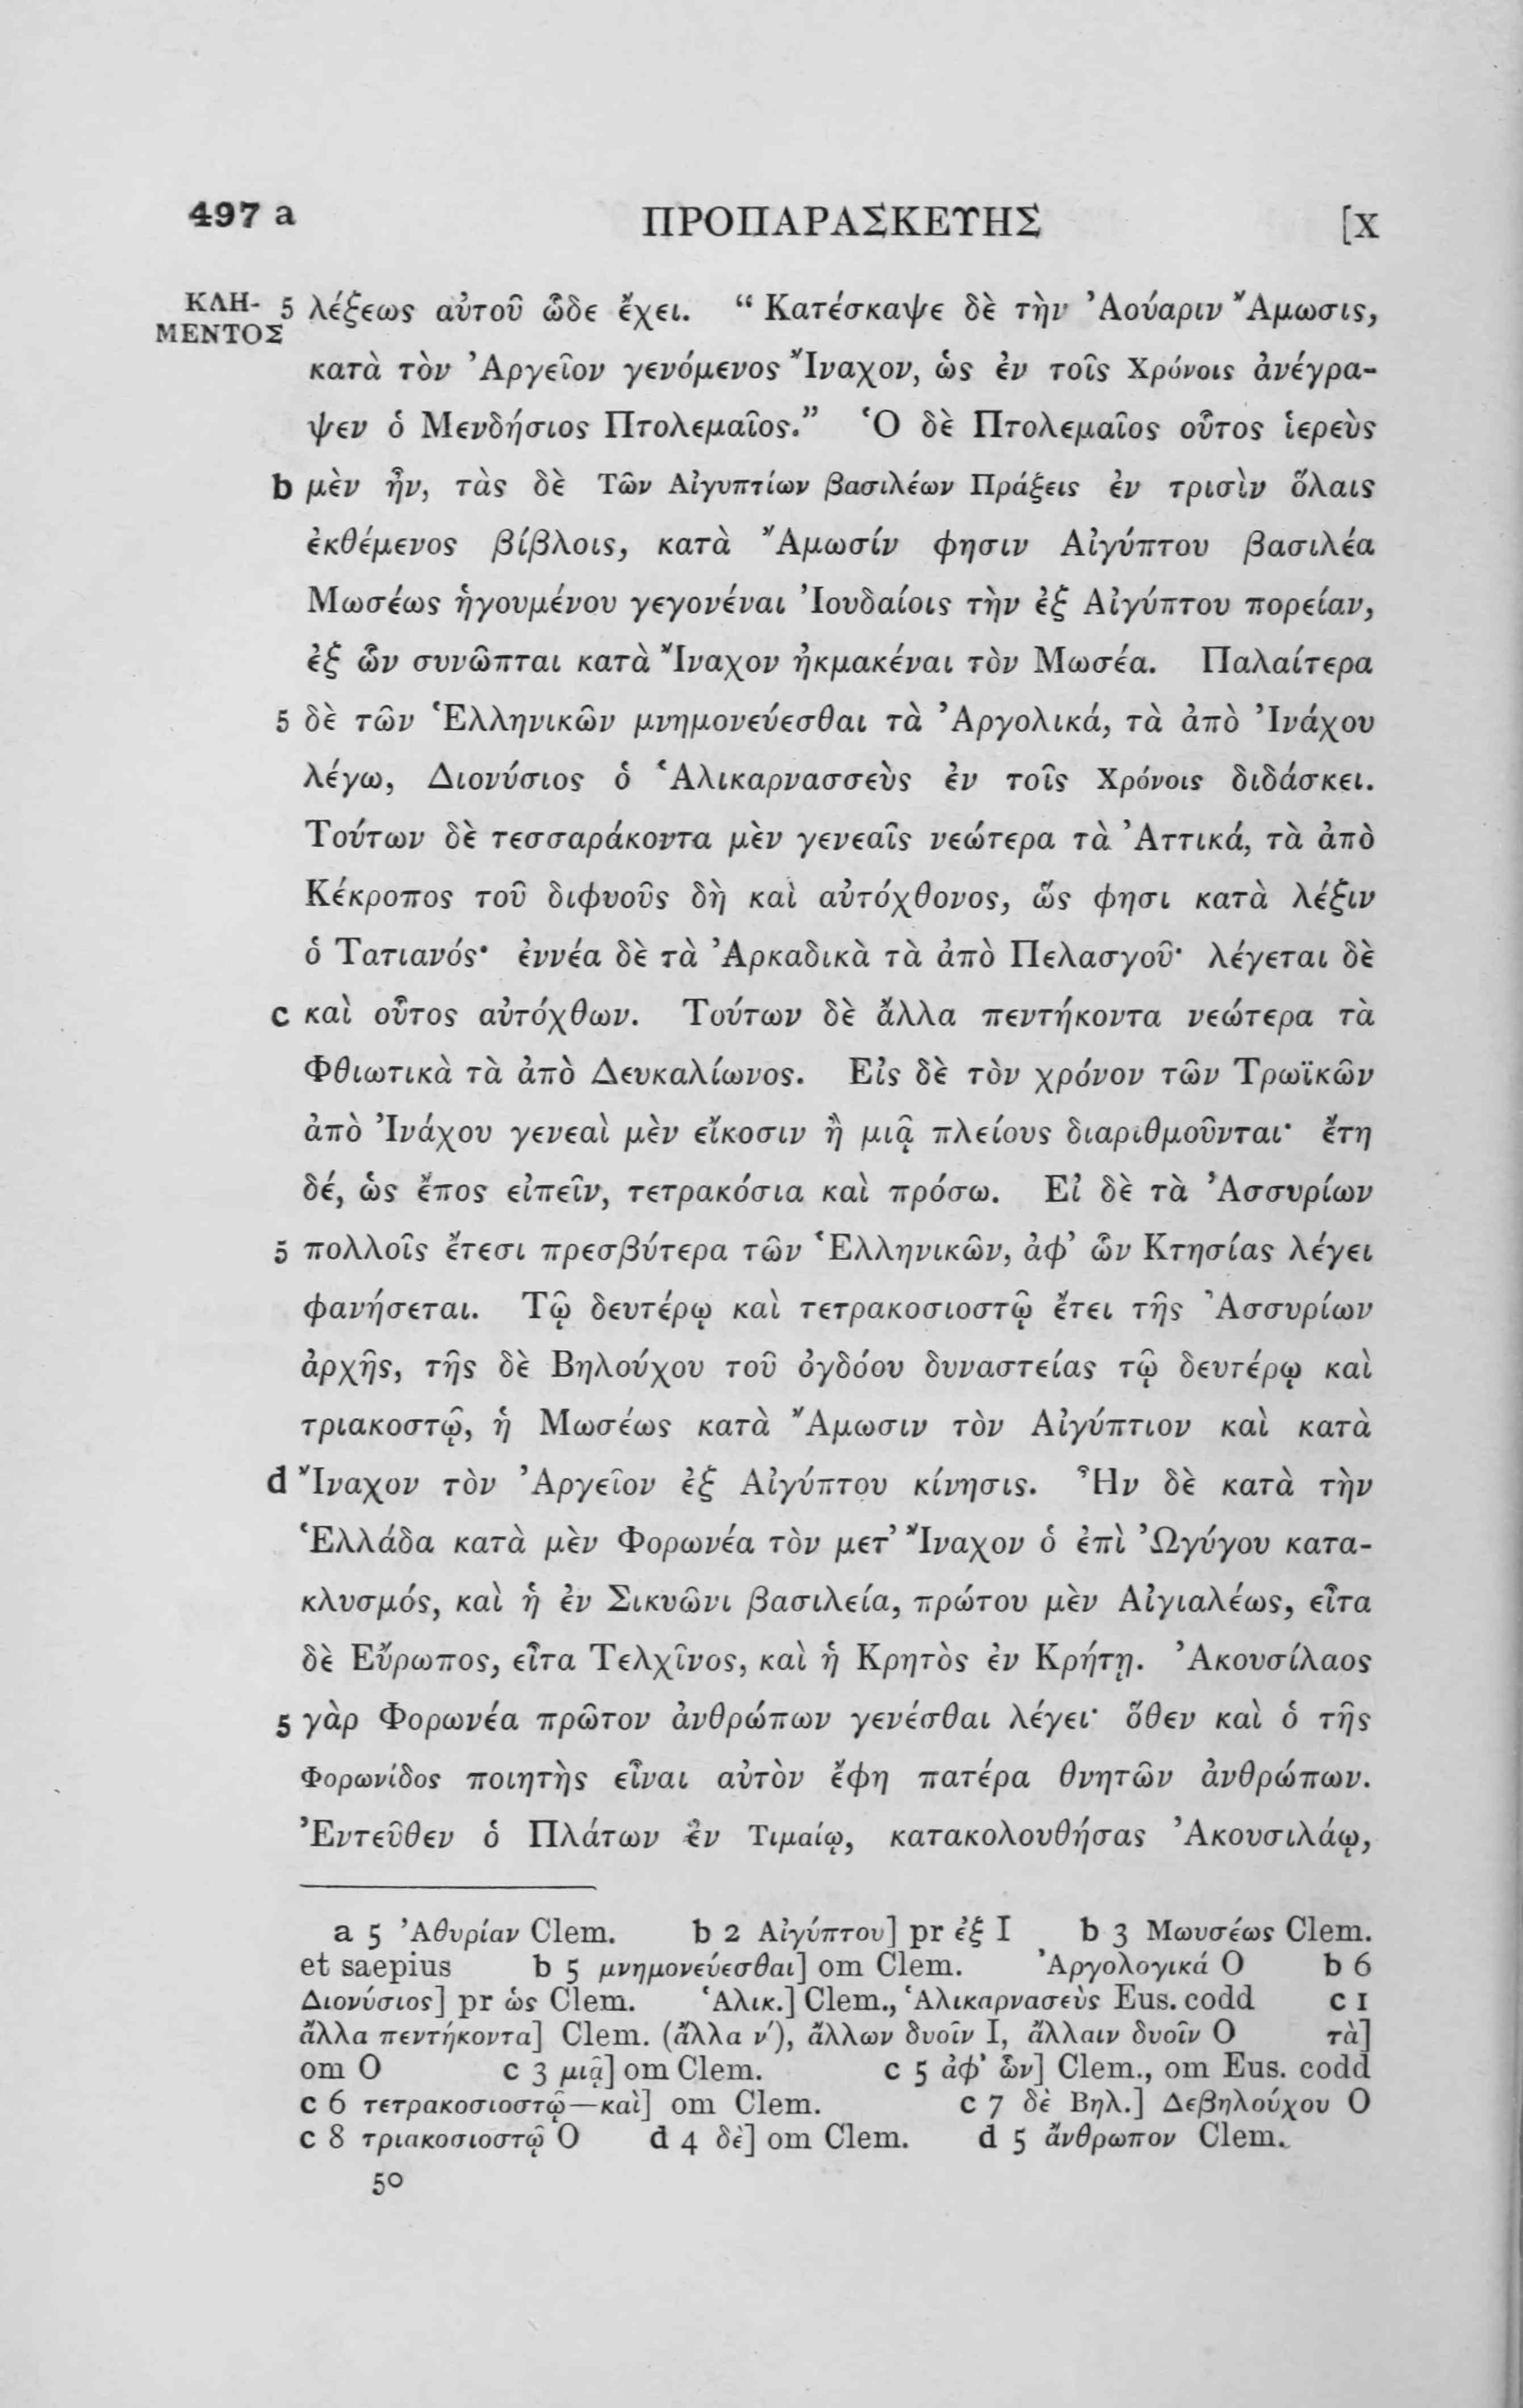 497 a ΠΡΟΠΑΡΑΣΚΕΥΗΣ [X
ΚΛΗ- 5 λέξεως αὐτοῦ ὧδε ἔχει. “ Κατέσκαψε δὲ τὴν Ἀούαριν Ἄμωσις,
ΜΕΝΤΟΣ
κατὰ τὸν Ἀργεῖον γενόμενος Ἴναχον, ὡς ἐν τοῖς Χρόνοις ἀνέγρα-
ψεν ὁ Μενδήσιος Πτολεμαῖος.” Ὁ δὲ Πτολεμαῖος οὗτος ἱερεὺς
b μὲν ἦν, τὰς δὲ Τῶν Αἰγυπτίων βασιλέων Πράξεις ἐν τρισὶν ὅλαις
ἐκθέμενος βίβλοις, κατὰ Ἄμωσίν φησιν Αἰγύπτου βασιλέα
Μωσέως ἡγουμένου γεγονέναι Ἰουδαίοις τὴν ἐξ Αἰγύπτου πορείαν,
ἐξ ὧν συνῶπται κατὰ Ἴναχον ἠκμακέναι τὸν Μωσέα. Παλαίτερα
5 δὲ τῶν Ἑλληνικῶν μνημονεύεσθαι τὰ Ἀργολικά, τὰ ἀπὸ Ἰνάχου
λέγω, Διονύσιος ὁ Ἁλικαρνασσεὺς ἐν τοῖς Χρόνοις διδάσκει.
Τούτων δὲ τεσσαράκοντα μὲν γενεαῖς νεώτερα τὰ Ἀττικά, τὰ ἀπὸ
Κέκροπος τοῦ διφυοῦς δὴ καὶ αὐτόχθονος, ὥς φησι κατὰ λέξιν
ὁ Τατιανός· ἐννέα δὲ τὰ Ἀρκαδικὰ τὰ ἀπὸ Πελασγοῦ· λέγεται δὲ
c καὶ οὗτος αὐτόχθων. Τούτων δὲ ἄλλα πεντήκοντα νεώτερα τὰ
Φθιωτικὰ τὰ ἀπὸ Δευκαλίωνος. Εἰς δὲ τὸν χρόνον τῶν Τρωϊκῶν
ἀπὸ Ἰνάχου γενεαὶ μὲν εἴκοσιν ἢ μιᾷ πλείους διαριθμοῦνται· ἔτη
δέ, ὡς ἔπος εἰπεῖν, τετρακόσια καὶ πρόσω. Εἰ δὲ τὰ Ἀσσυρίων
5 πολλοῖς ἔτεσι πρεσβύτερα τῶν Ἑλληνικῶν, ἀφ’ ὧν Κτησίας λέγει
φανήσεται. Τῷ δευτέρῳ καὶ τετρακοσιοστῷ ἔτει τῆς Ἀσσυρίων
ἀρχῆς, τῆς δὲ Βηλούχου τοῦ ὀγδόου δυναστείας τῷ δευτέρῳ καὶ
τριακοστῷ, ἡ Μωσέως κατὰ Ἄμωσιν τὸν Αἰγύπτιον καὶ κατὰ
d Ἴναχον τὸν Ἀργεῖον ἐξ Αἰγύπτου κίνησις. Ἦν δὲ κατὰ τὴν
Ἑλλάδα κατὰ μὲν Φορωνέα τὸν μετ’ Ἴναχον ὁ ἐπὶ Ὠγύγου κατα-
κλυσμός, καὶ ἡ ἐν Σικυῶνι βασιλεία, πρώτου μὲν Αἰγιαλέως, εἶτα
δὲ Εὔρωπος, εἶτα Τελχῖνος, καὶ ἡ Κρητὸς ἐν Κρήτῃ. Ἀκουσίλαος
5 γὰρ Φορωνέα πρῶτον ἀνθρώπων γενέσθαι λέγει· ὅθεν καὶ ὁ τῆς
Φορωνίδος ποιητὴς εἶναι αὐτὸν ἔφη πατέρα θνητῶν ἀνθρώπων.
Ἐντεῦθεν ὁ Πλάτων ἐν Τιμαίῳ, κατακολουθήσας Ἀκουσιλάῳ,
a 5 Ἀθυρίαν Clem. b 2 Αἰγύπτου] pr ἐξ I b 3 Μωυσέως Clem.
et saepius b 5 μνημονεύεσθαι] om Clem. Ἀργολογικά O b 6
Διονύσιος] pr ὡς Clem. Ἁλικ.] Clem., Ἁλικαρνασεὺς Eus. codd c 1
ἄλλα πεντήκοντα] Clem. (ἄλλα ν′), ἄλλων δυοῖν I, ἄλλαιν δυοῖν O τὰ]
om O c 3 μιᾷ] om Clem. c 5 ἀφ’ ὧν] Clem., om Eus. codd
c 6 τετρακοσιοστῷ—καὶ] om Clem. c 7 δὲ Βηλ.] Δεβηλούχου O
c 8 τριακοσιοστῷ O d 4 δὲ] om Clem. d 5 ἄνθρωπον Clem.
50